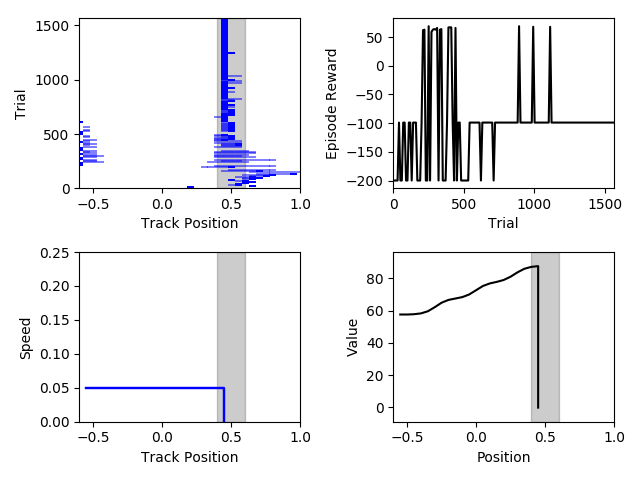 1500
1000
500
0
Trial
−0.5 0.0 0.5 1.0
Track Position
50
0
−50
−100
−150
−200
Episode Reward
0 500 1000 1500
Trial
0.25
0.20
0.15
0.10
0.05
0.00
Speed
−0.5 0.0 0.5 1.0
Track Position
80
60
40
20
0
Value
−0.5 0.0 0.5 1.0
Position